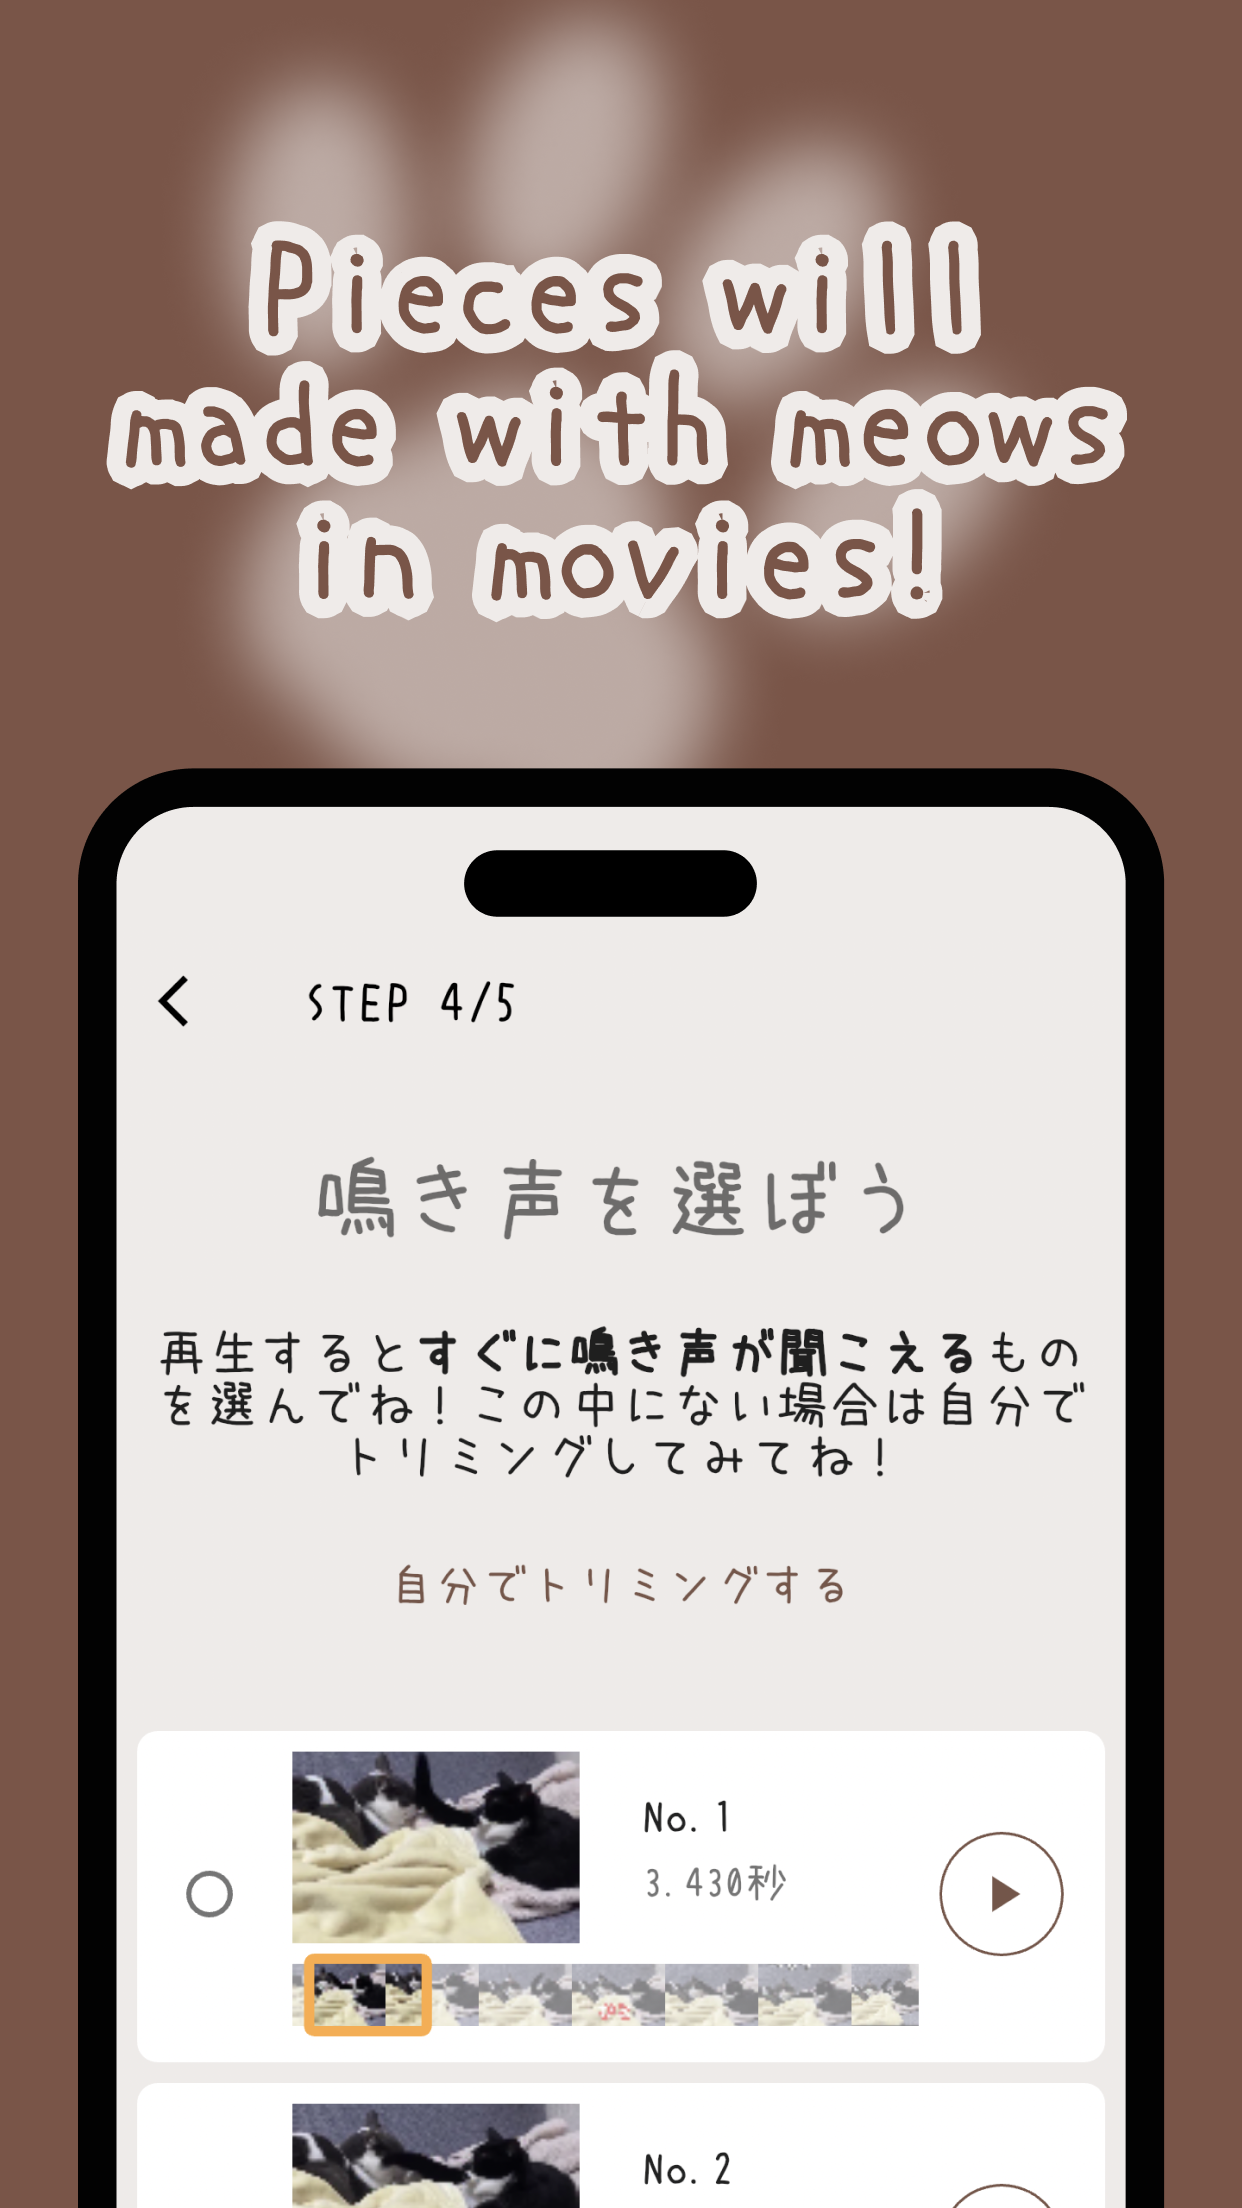 Pieces will
made with meows
in movies!
STEP 4/5
鳴き声を選ぼう
再生するとすぐに鳴き声が聞こえるもの
を選んでね！この中にない場合は自分で
トリミングしてみてね！
自分でトリミングする
No. 1
3.430秒
No. 2